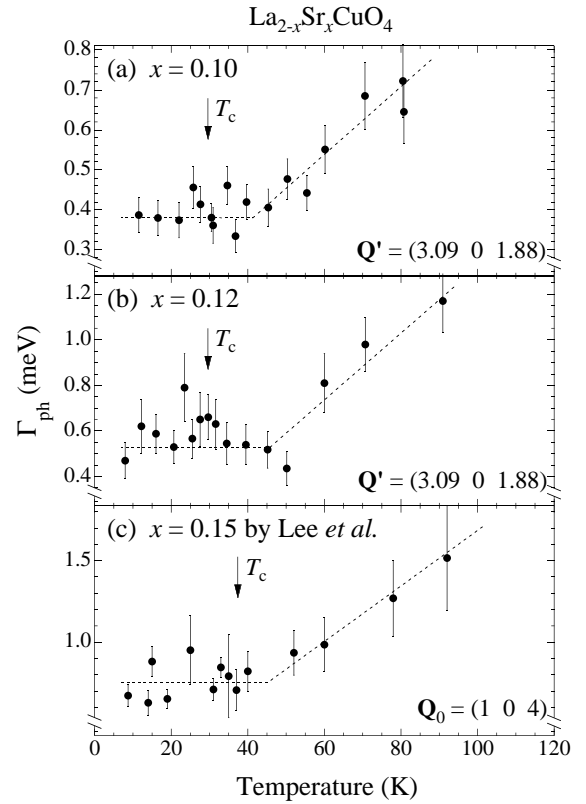 La2-xSrxCuO4
(a) x = 0.10
Tc
0.8
0.7
0.6
0.5
0.4
0.3
Q' = (3.09 0 1.88)
(b) x = 0.12
Tc
1.2
1.0
0.8
0.6
0.4
Q' = (3.09 0 1.88)
Γph (meV)
(c) x = 0.15 by Lee et al.
Tc
1.5
1.0
Q0 = (1 0 4)
0 20 40 60 80 100 120
Temperature (K)